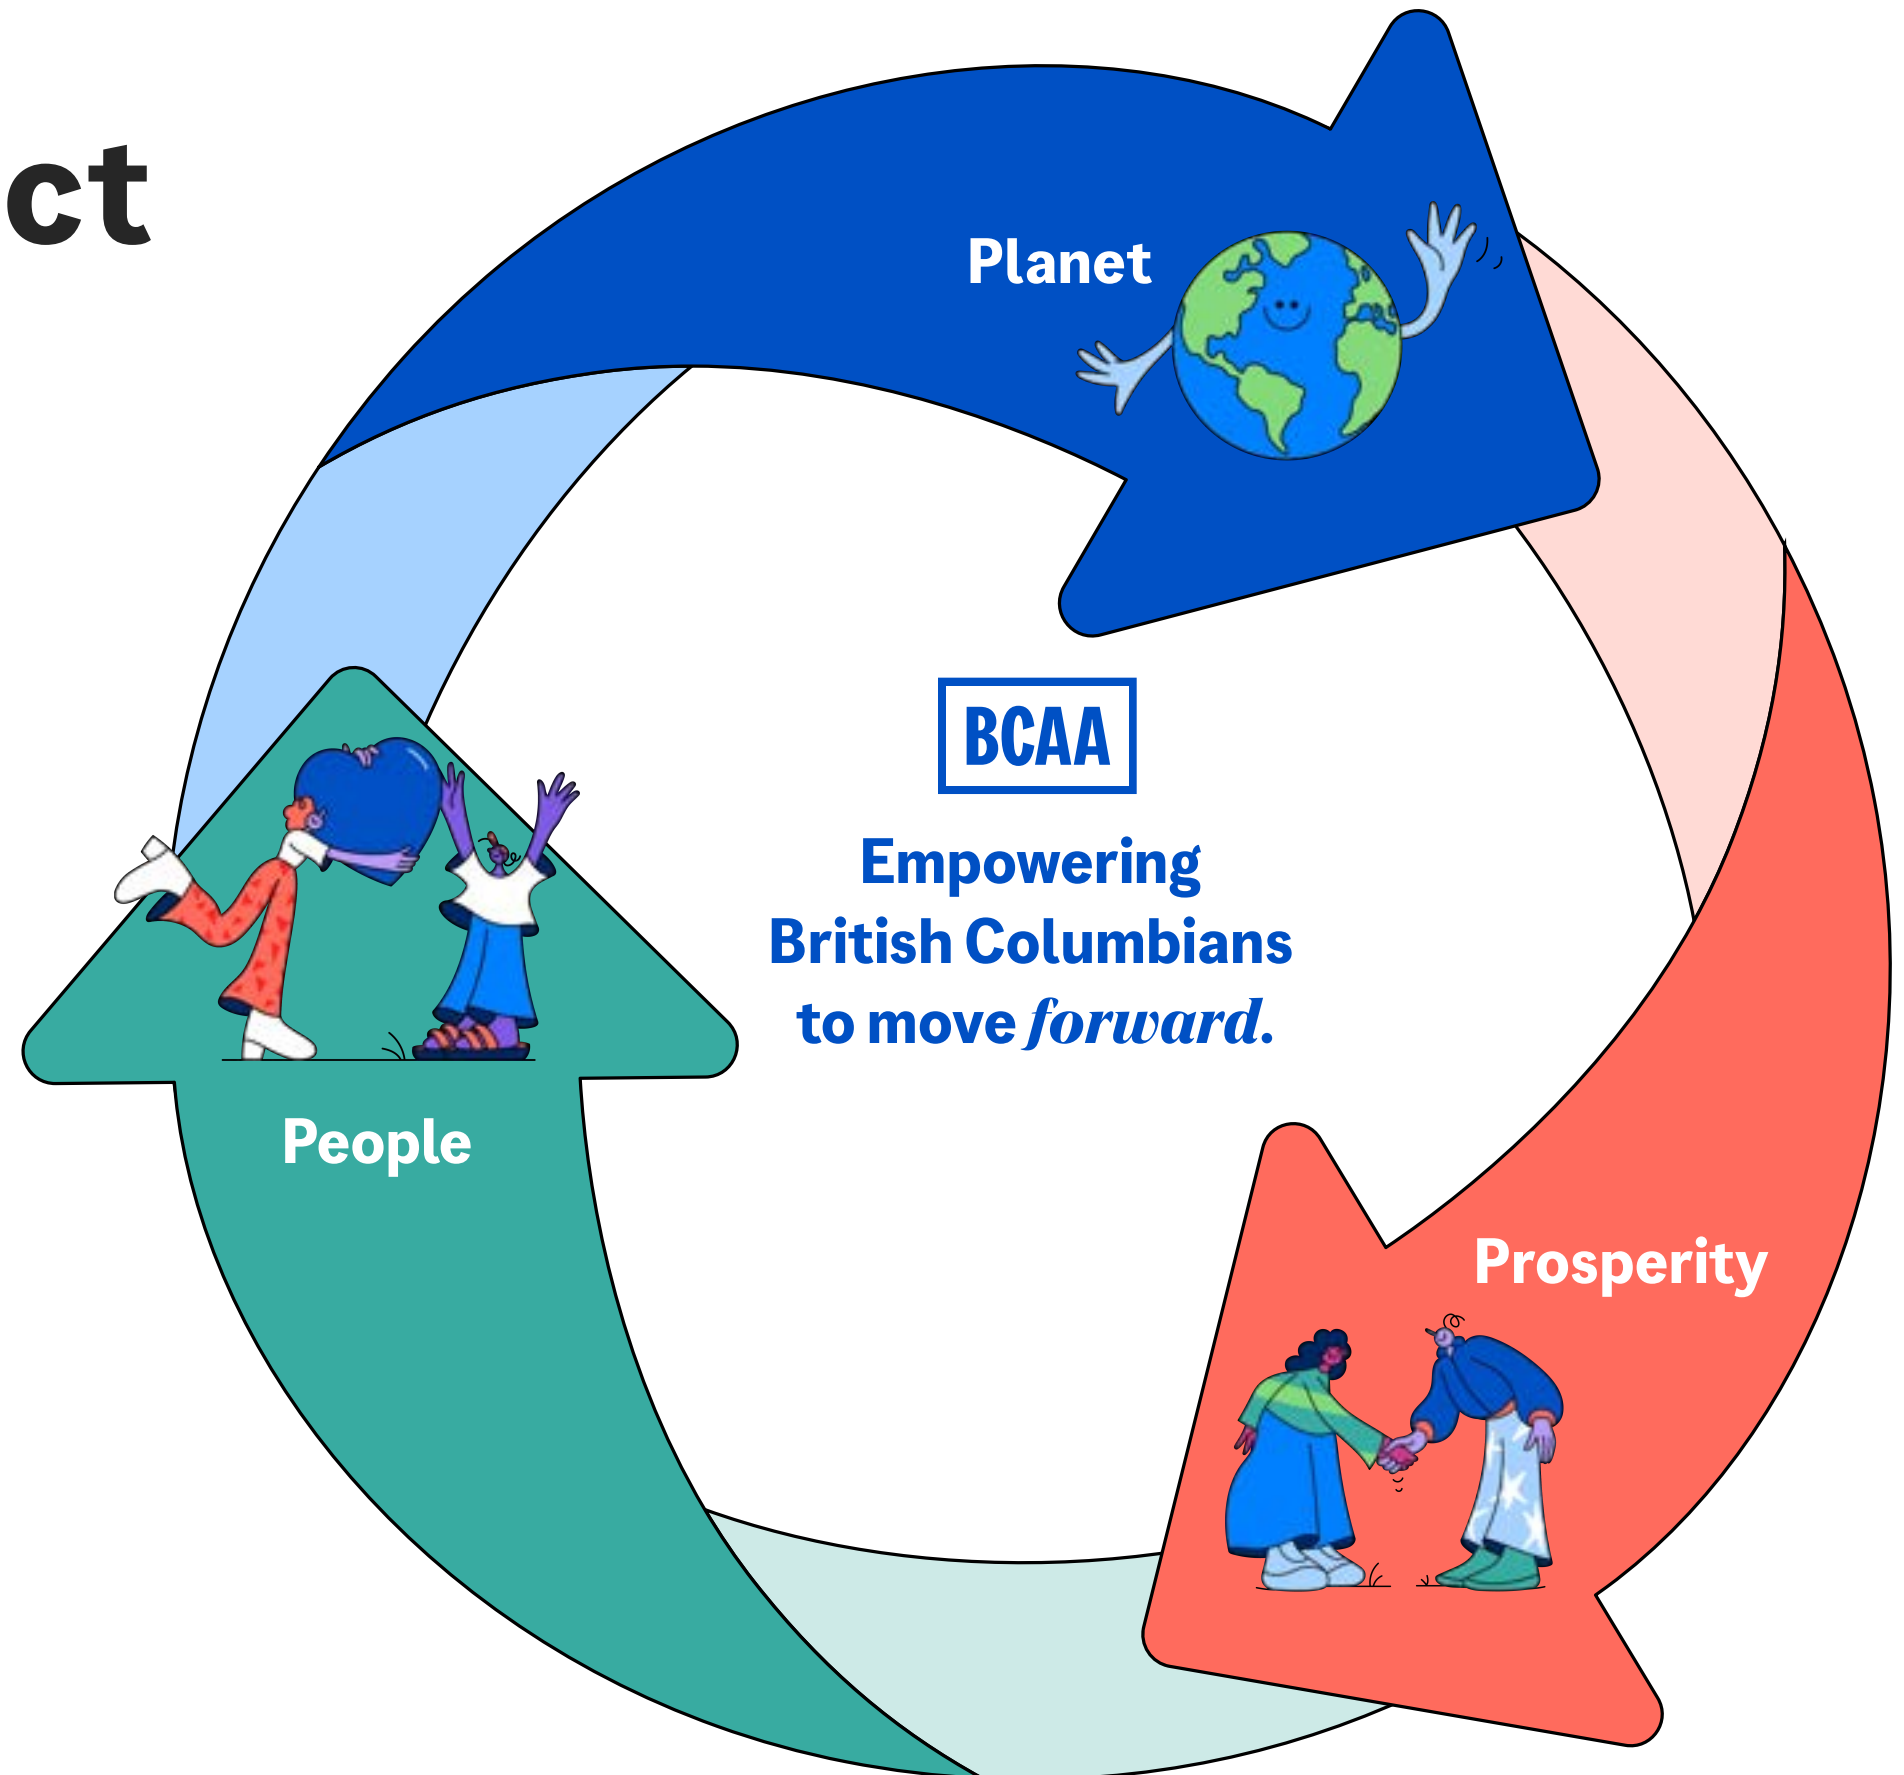 ct
Planet
BCAA
Empowering
British Columbians
to move forward.
People
Prosperity